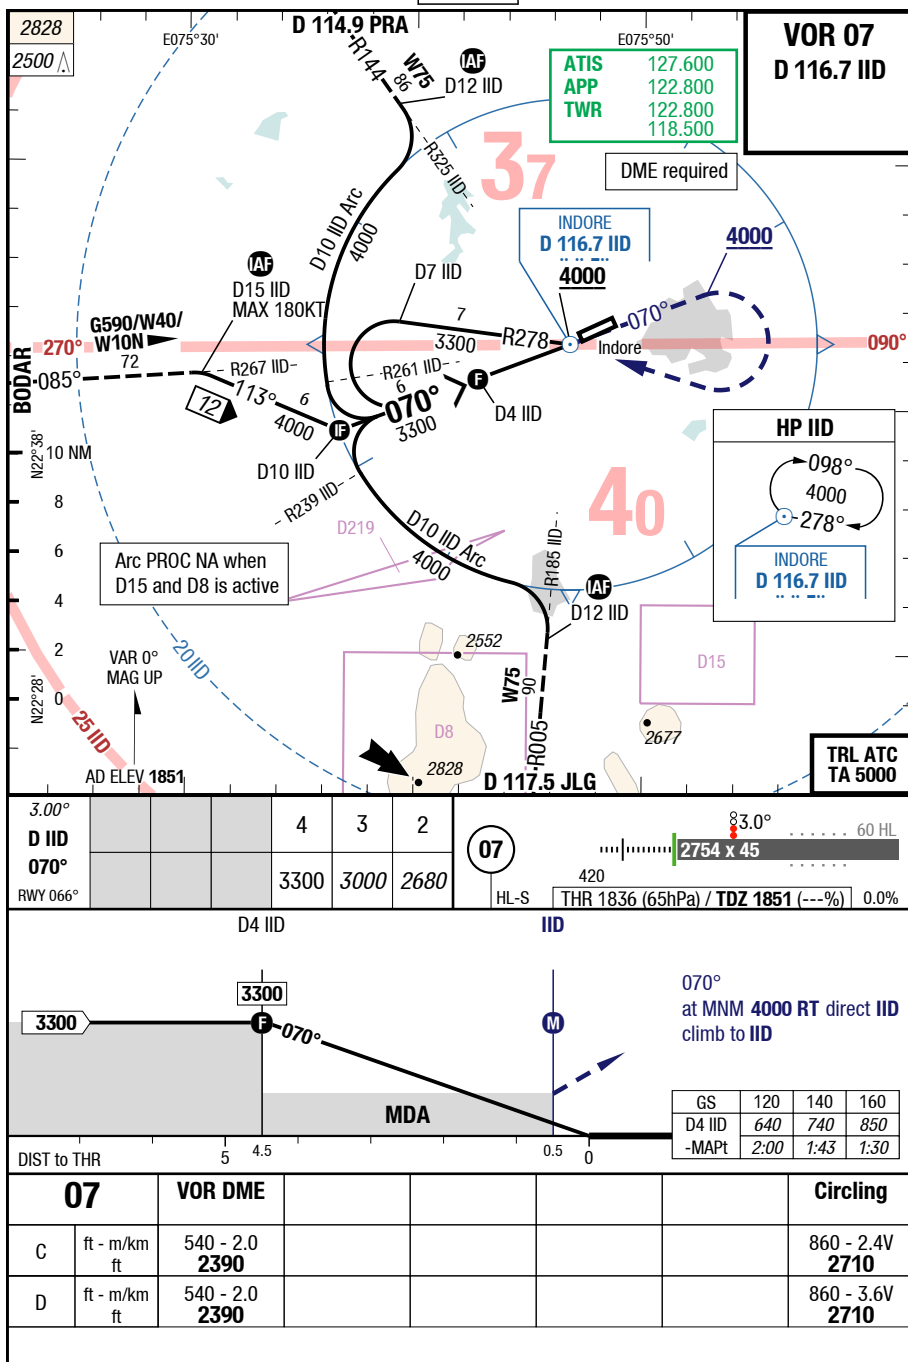 2828
2500
E075°30'
D 114.9 PRA
E075°50'
VOR 07
D 116.7 IID
ATIS 127.600
APP 122.800
TWR 122.800
118.500
R144
W75
86
IAF
D12 IID
DME required
R325 IID
37
D10 IID Arc
4000
INDORE
D 116.7 IID
4000
4000
IAF
D15 IID
MAX 180KT
D7 IID
070°
G590/W40/
W10N
72
7
3300
R278
Indore
270°
090°
BODAR
085°
R267 IID
R261 IID
113°
6
4000
12
6
070°
3300
F
D4 IID
IF
D10 IID
HP IID
098°
4000
278°
INDORE
D 116.7 IID
N22°38'
10 NM
8
6
4
2
0
N22°28'
R239 IID
40
D219
D10 IID Arc
4000
R185 IID
Arc PROC NA when
D15 and D8 is active
IAF
D12 IID
20 IID
25 IID
VAR 0°
MAG UP
AD ELEV 1851
2552
W75
90
R005
D15
D8
2677
2828
D 117.5 JLG
TRL ATC
TA 5000
3.00°
D IID
070°
RWY 066°
4 3 2
3300 3000 2680
07
HL-S
420
3.0°
60 HL
2754 x 45
THR 1836 (65hPa) / TDZ 1851 (---%)
0.0%
D4 IID
IID
3300
3300
F
070°
M
MDA
070°
at MNM 4000 RT direct IID
climb to IID
GS 120 140 160
D4 IID 640 740 850
-MAPt 2:00 1:43 1:30
DIST to THR
5 4.5 0.5 0
07 VOR DME Circling
C ft - m/km 540 - 2.0 860 - 2.4V
ft 2390 2710
D ft - m/km 540 - 2.0 860 - 3.6V
ft 2390 2710